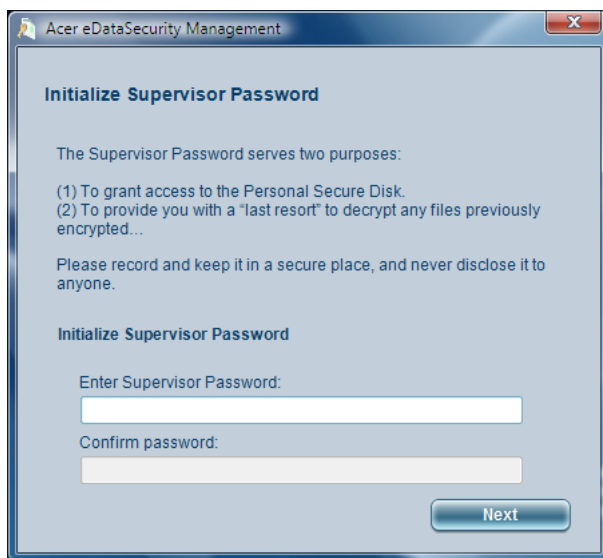 Acer eDataSecurity Management
Initialize Supervisor Password
The Supervisor Password serves two purposes:
(1) To grant access to the Personal Secure Disk.
(2) To provide you with a “last resort” to decrypt any files previously
encrypted...
Please record and keep it in a secure place, and never disclose it to
anyone.
Initialize Supervisor Password
Enter Supervisor Password:
Confirm password:
Next